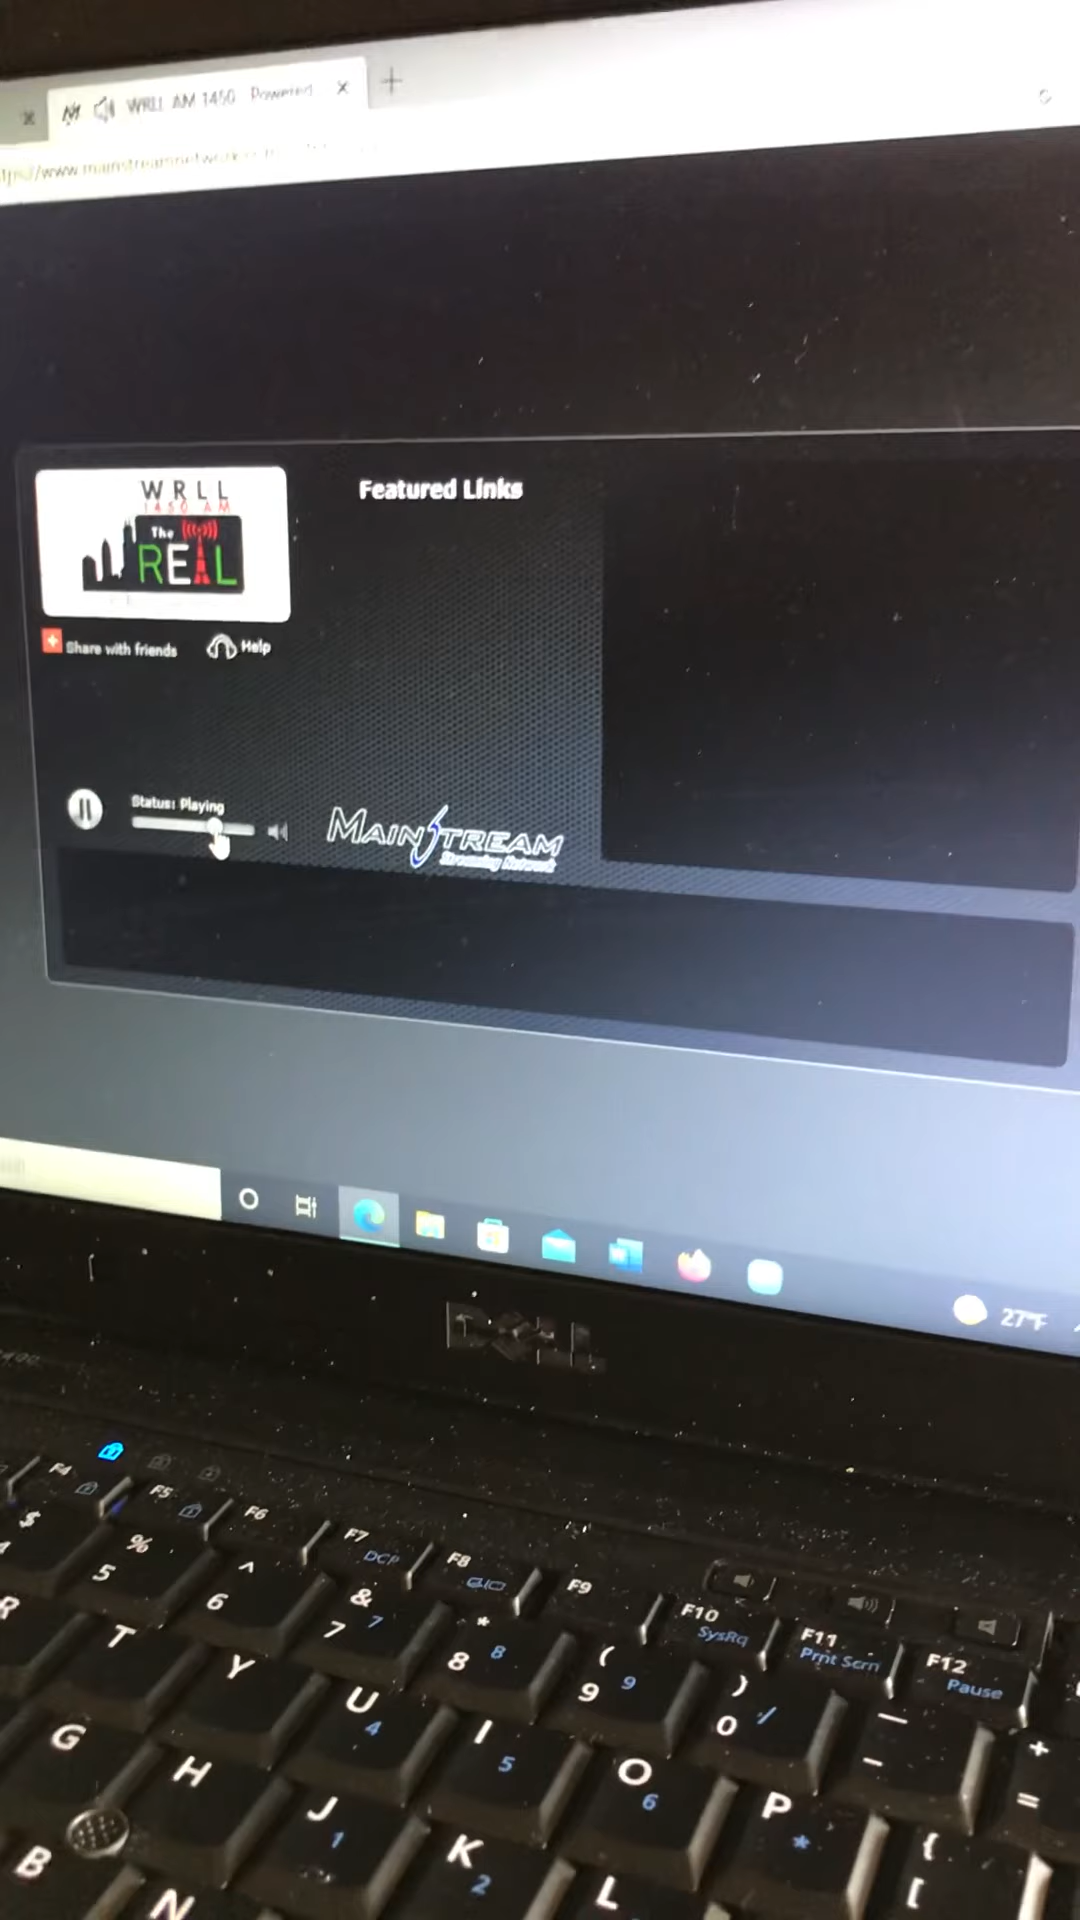 WRLL AM 1450 Powered
www.mainstreamnetwork
WRLL
1450 AM
The
REAL
Featured Links
Share with friends
Help
Status: Playing
MAINSTREAM
Streaming Network
27°F
DELL
F4
F5
F6
F7
DCP
F8
F9
F10
SysRq
F11
Prnt Scrn
F12
Pause
$
4
%
5
^
6
&
7 7
*
8 8
(
9 9
)
0 /
—
-
+
=
R
T
Y
U
4
I
5
O
6
P
*
{
[
G
H
J
1
K
2
L
B
N